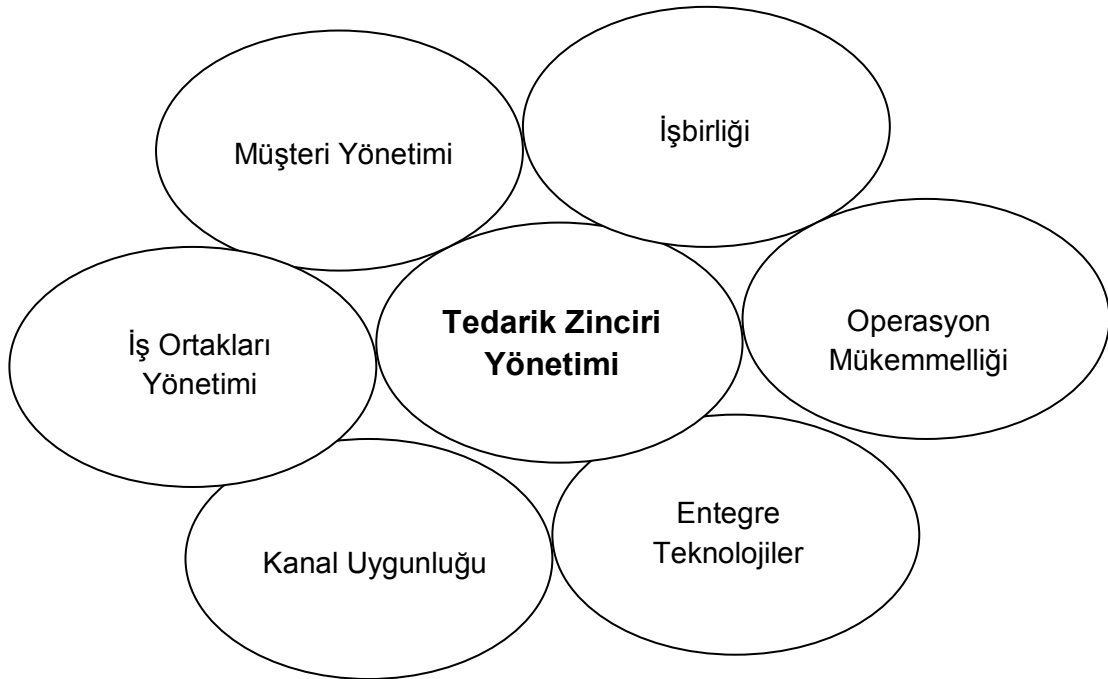 Müşteri Yönetimi
İşbirliği
Tedarik Zinciri
Yönetimi
İş Ortakları
Yönetimi
Operasyon
Mükemmelliği
Kanal Uygunluğu
Entegre
Teknolojiler